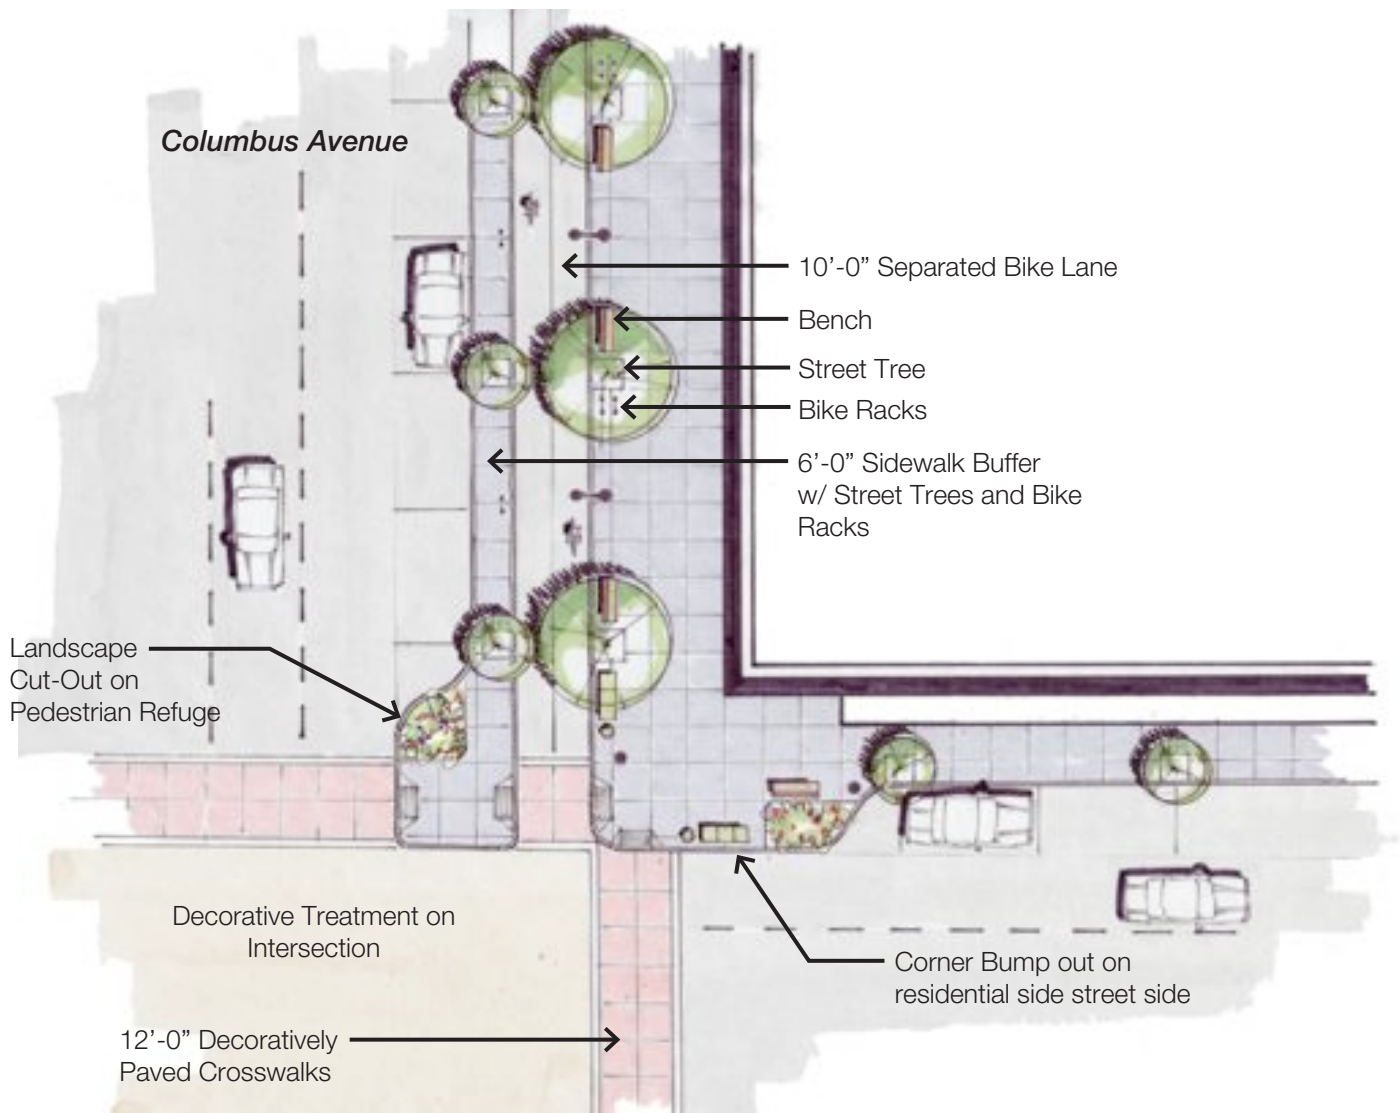 Columbus Avenue
10’-0” Separated Bike Lane
Bench
Street Tree
Bike Racks
6’-0” Sidewalk Buffer
w/ Street Trees and Bike
Racks
Landscape
Cut-Out on
Pedestrian Refuge
Decorative Treatment on
Intersection
Corner Bump out on
residential side street side
12’-0” Decoratively
Paved Crosswalks